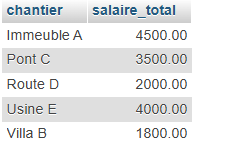 chantier salaire_total
Immeuble A 4500.00
Pont C 3500.00
Route D 2000.00
Usine E 4000.00
Villa B 1800.00